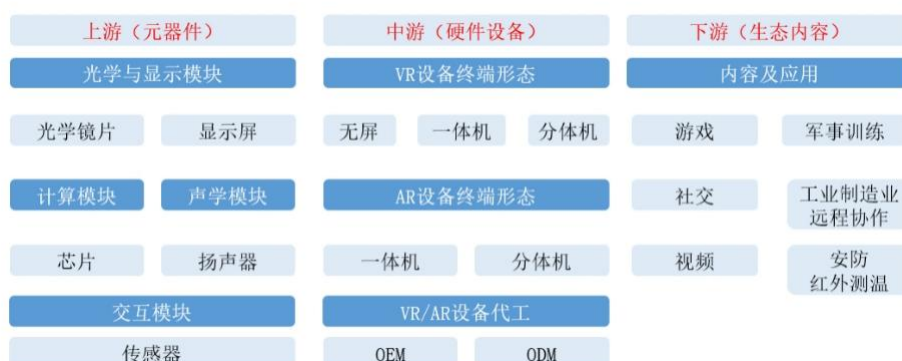 上游（元器件）
中游（硬件设备）
下游（生态内容）
光学与显示模块
VR设备终端形态
内容及应用
光学镜片
显示屏
无屏
一体机
分体机
游戏
军事训练
计算模块
声学模块
AR设备终端形态
社交
工业制造业
远程协作
芯片
扬声器
一体机
分体机
视频
安防
红外测温
交互模块
VR/AR设备代工
传感器
OEM
ODM